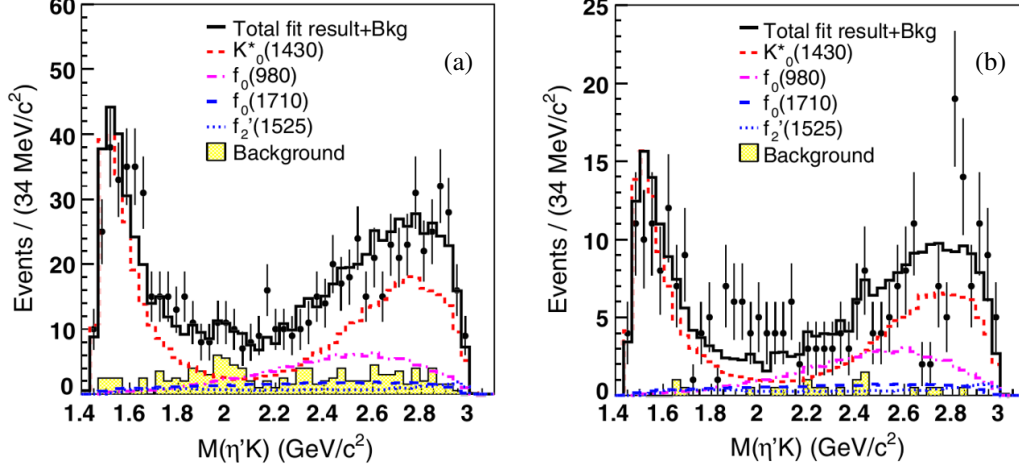 60
50
40
30
20
10
0
Events / (34 MeV/c²)
Total fit result+Bkg
K*₀(1430)
f₀(980)
f₀(1710)
f₂'(1525)
Background
(a)
1.4 1.6 1.8 2 2.2 2.4 2.6 2.8 3
M(η'K) (GeV/c²)
25
20
15
10
5
0
Events / (34 MeV/c²)
Total fit result+Bkg
K*₀(1430)
f₀(980)
f₀(1710)
f₂'(1525)
Background
(b)
1.4 1.6 1.8 2 2.2 2.4 2.6 2.8 3
M(η'K) (GeV/c²)